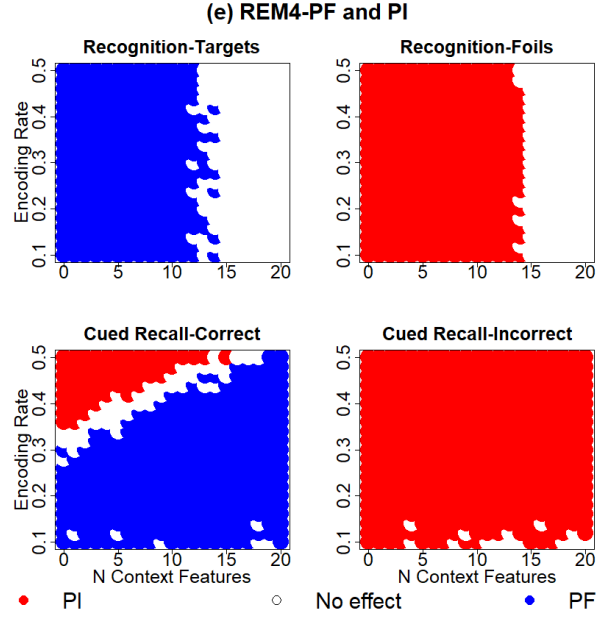 (e) REM4-PF and PI
Recognition-Targets
Recognition-Foils
Encoding Rate
0.5
0.4
0.3
0.2
0.1
0 5 10 15 20
0.5
0.4
0.3
0.2
0.1
0 5 10 15 20
Cued Recall-Correct
Cued Recall-Incorrect
Encoding Rate
0.5
0.4
0.3
0.2
0.1
0 5 10 15 20
N Context Features
0.5
0.4
0.3
0.2
0.1
0 5 10 15 20
N Context Features
PI No effect PF